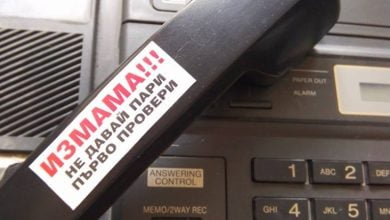 ИЗМАМА!!!
НЕ ДАВАЙ ПАРИ
ПЪРВО ПРОВЕРИ
PAPER OUT
ALARM
ANSWERING
CONTROL
MEMO/2WAY REC
1 ABC 2 DEF
GHI 4 JKL 5 M